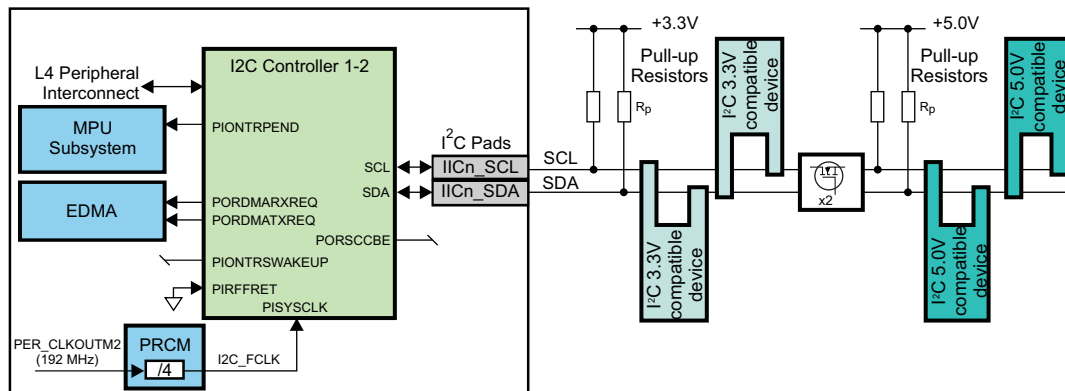 +3.3V
+5.0V
I2C Controller 1-2
L4 Peripheral
Interconnect
MPU
Subsystem
PIONTRPEND
EDMA
PORDMARXREQ
PORDMATXREQ
PIONTRSWAKEUP
PIRFFRET
PISYSCLK
PORSCCBE
SCL
SDA
I²C Pads
IICn_SCL
IICn_SDA
SCL
SDA
PRCM
/4
PER_CLKOUTM2
(192 MHz)
I2C_FCLK
Pull-up
Resistors
Rp
I²C 3.3V
compatible
device
I²C 3.3V
compatible
device
x2
Pull-up
Resistors
Rp
I²C 5.0V
compatible
device
I²C 5.0V
compatible
device